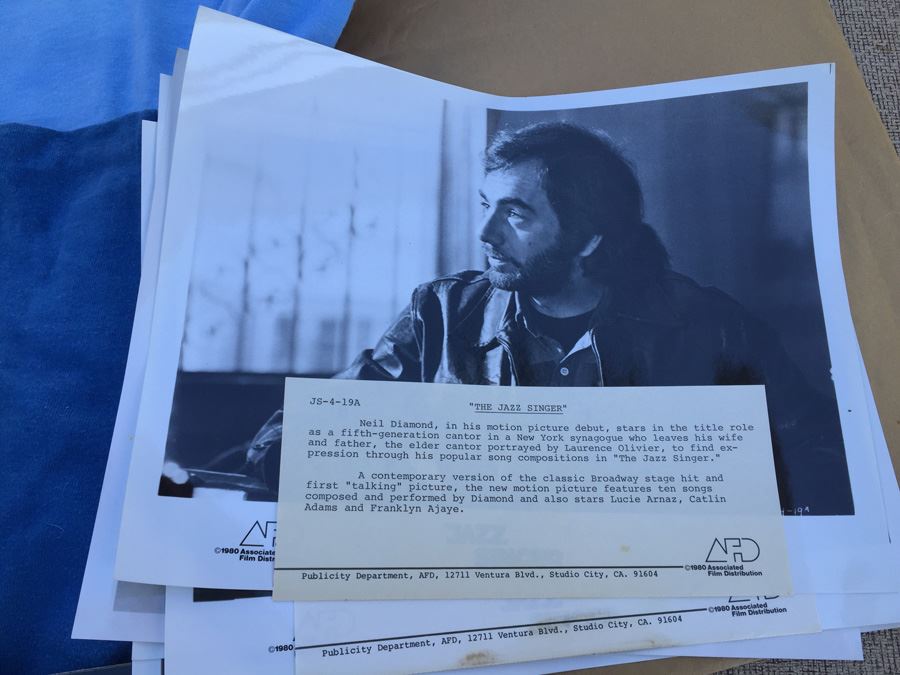 JS-4-19A
"THE JAZZ SINGER"
Neil Diamond, in his motion picture debut, stars in the title role
as a fifth-generation cantor in a New York synagogue who leaves his wife
and father, the elder cantor portrayed by Laurence Olivier, to find ex-
pression through his popular song compositions in "The Jazz Singer."
A contemporary version of the classic Broadway stage hit and
first "talking" picture, the new motion picture features ten songs
composed and performed by Diamond and also stars Lucie Arnaz, Catlin
Adams and Franklyn Ajaye.
AFD
©1980 Associated
Film Distribution
Publicity Department, AFD, 12711 Ventura Blvd., Studio City, CA. 91604
4-19A
©1980 Associate
Film Dist
©1980 Associated
Film Distribution
Publicity Department, AFD, 12711 Ventura Blvd., Studio City, CA. 91604
©1980